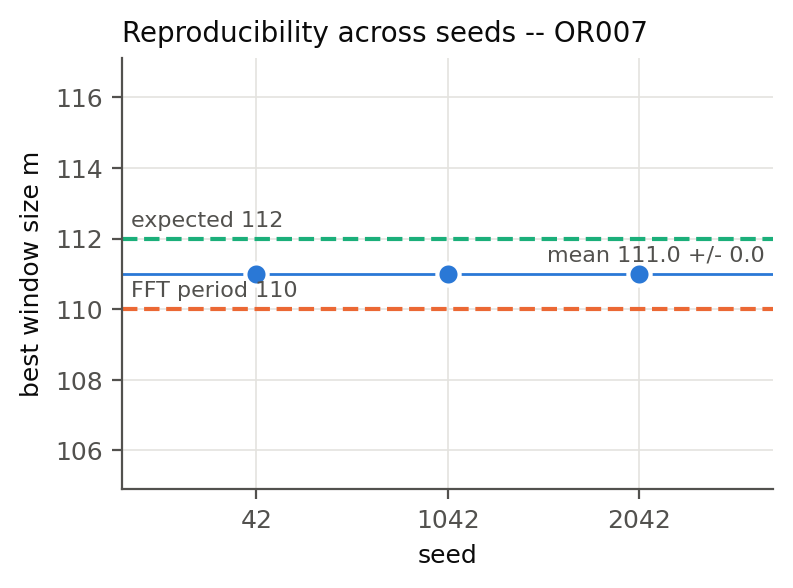 Reproducibility across seeds -- OR007
best window size m
116
114
112
110
108
106
expected 112
mean 111.0 +/- 0.0
FFT period 110
42
1042
2042
seed